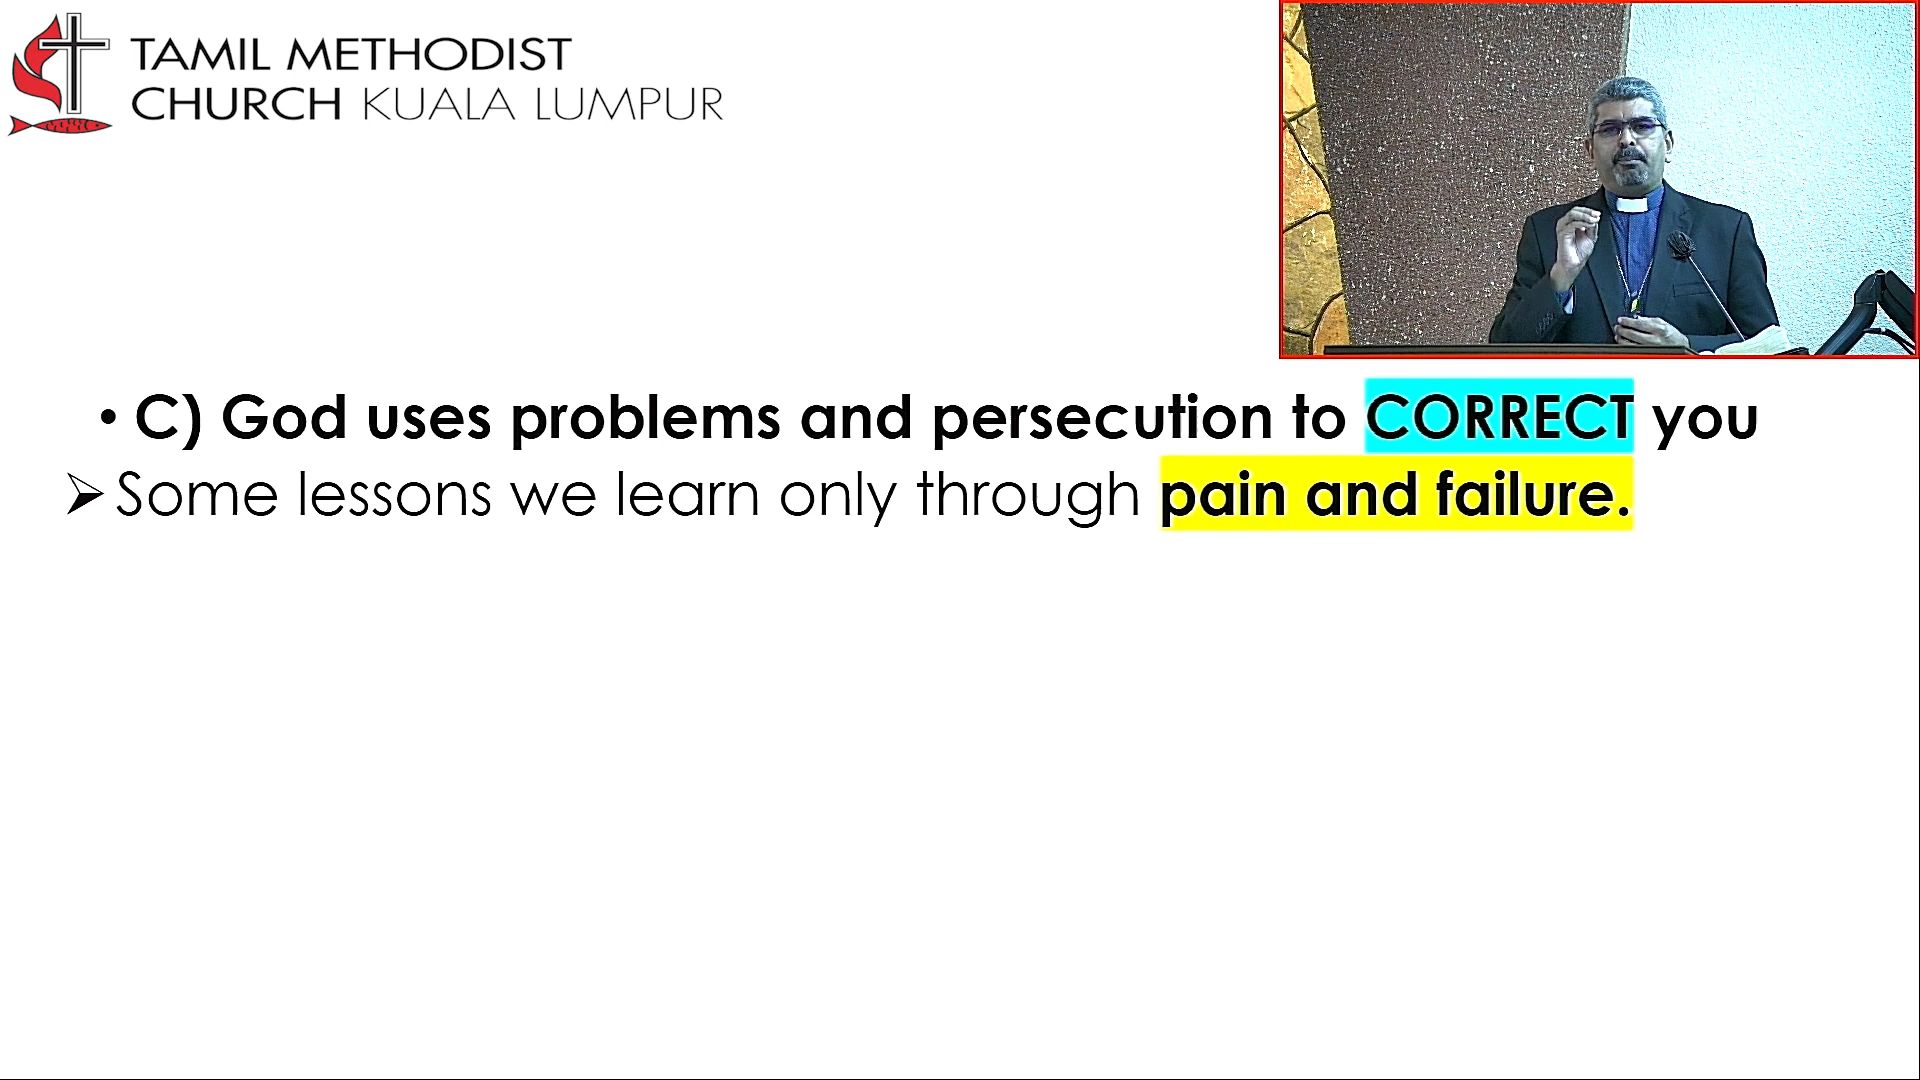 TAMIL METHODIST
CHURCH KUALA LUMPUR
• C) God uses problems and persecution to CORRECT you
➢ Some lessons we learn only through pain and failure.